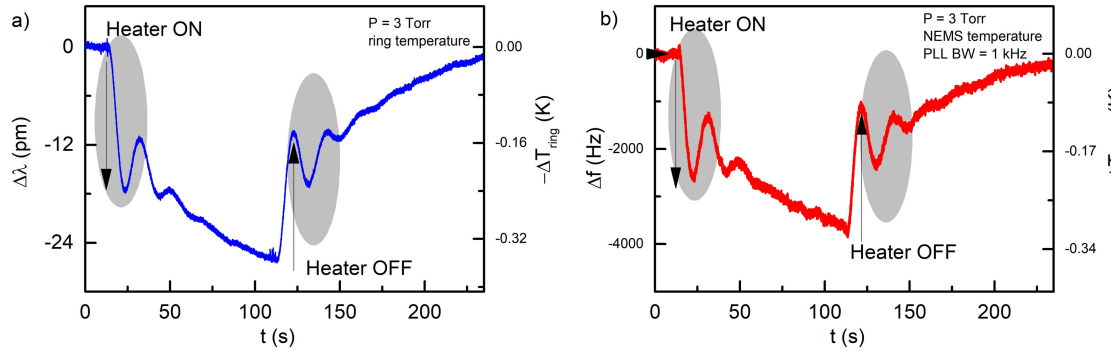 a)
Heater ON
P = 3 Torr
ring temperature
0
-12
-24
Δλ (pm)
0.00
-0.16
-0.32
−ΔT_ring (K)
Heater OFF
0
50
100
150
200
t (s)
b)
Heater ON
P = 3 Torr
NEMS temperature
PLL BW = 1 kHz
0
-2000
-4000
Δf (Hz)
0.00
-0.17
-0.34
Heater OFF
0
50
100
150
200
t (s)